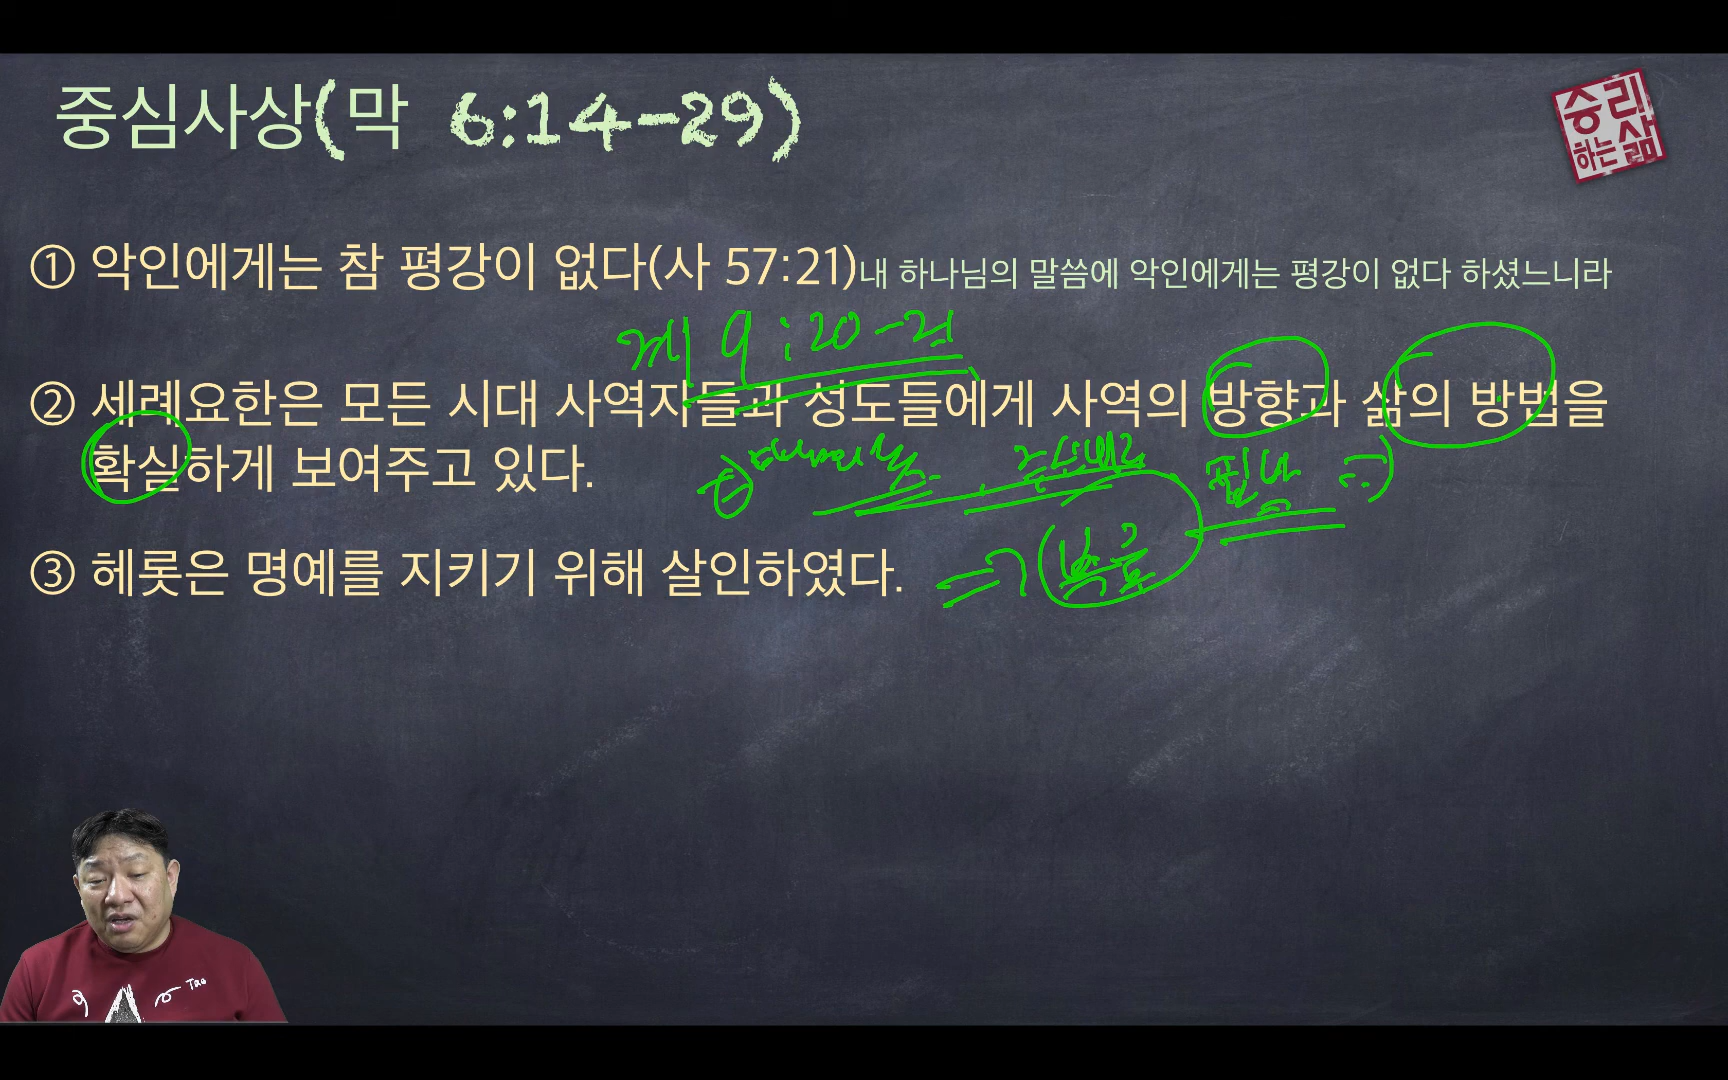 중심사상(막 6:14-29)
승리
하는 삶
① 악인에게는 참 평강이 없다(사 57:21)내 하나님의 말씀에 악인에게는 평강이 없다 하셨느니라
계 9:20-21
② 세례요한은 모든 시대 사역자들과 성도들에게 사역의 방향과 삶의 방법을
확실하게 보여주고 있다.
핍박
③ 헤롯은 명예를 지키기 위해 살인하였다.
복음
Tao